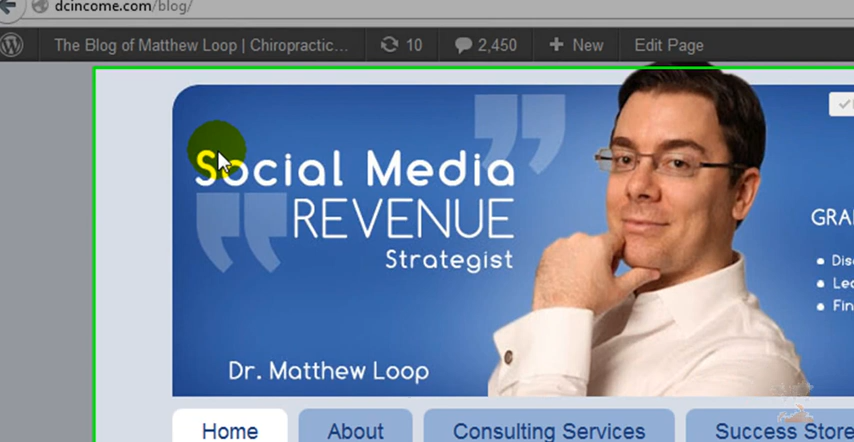 dcincome.com/blog/
The Blog of Matthew Loop | Chiropractic... 10 2,450 + New Edit Page
Social Media
REVENUE
Strategist
Dr. Matthew Loop
GRA
Dis
Lea
Fin
Home About Consulting Services Success Store